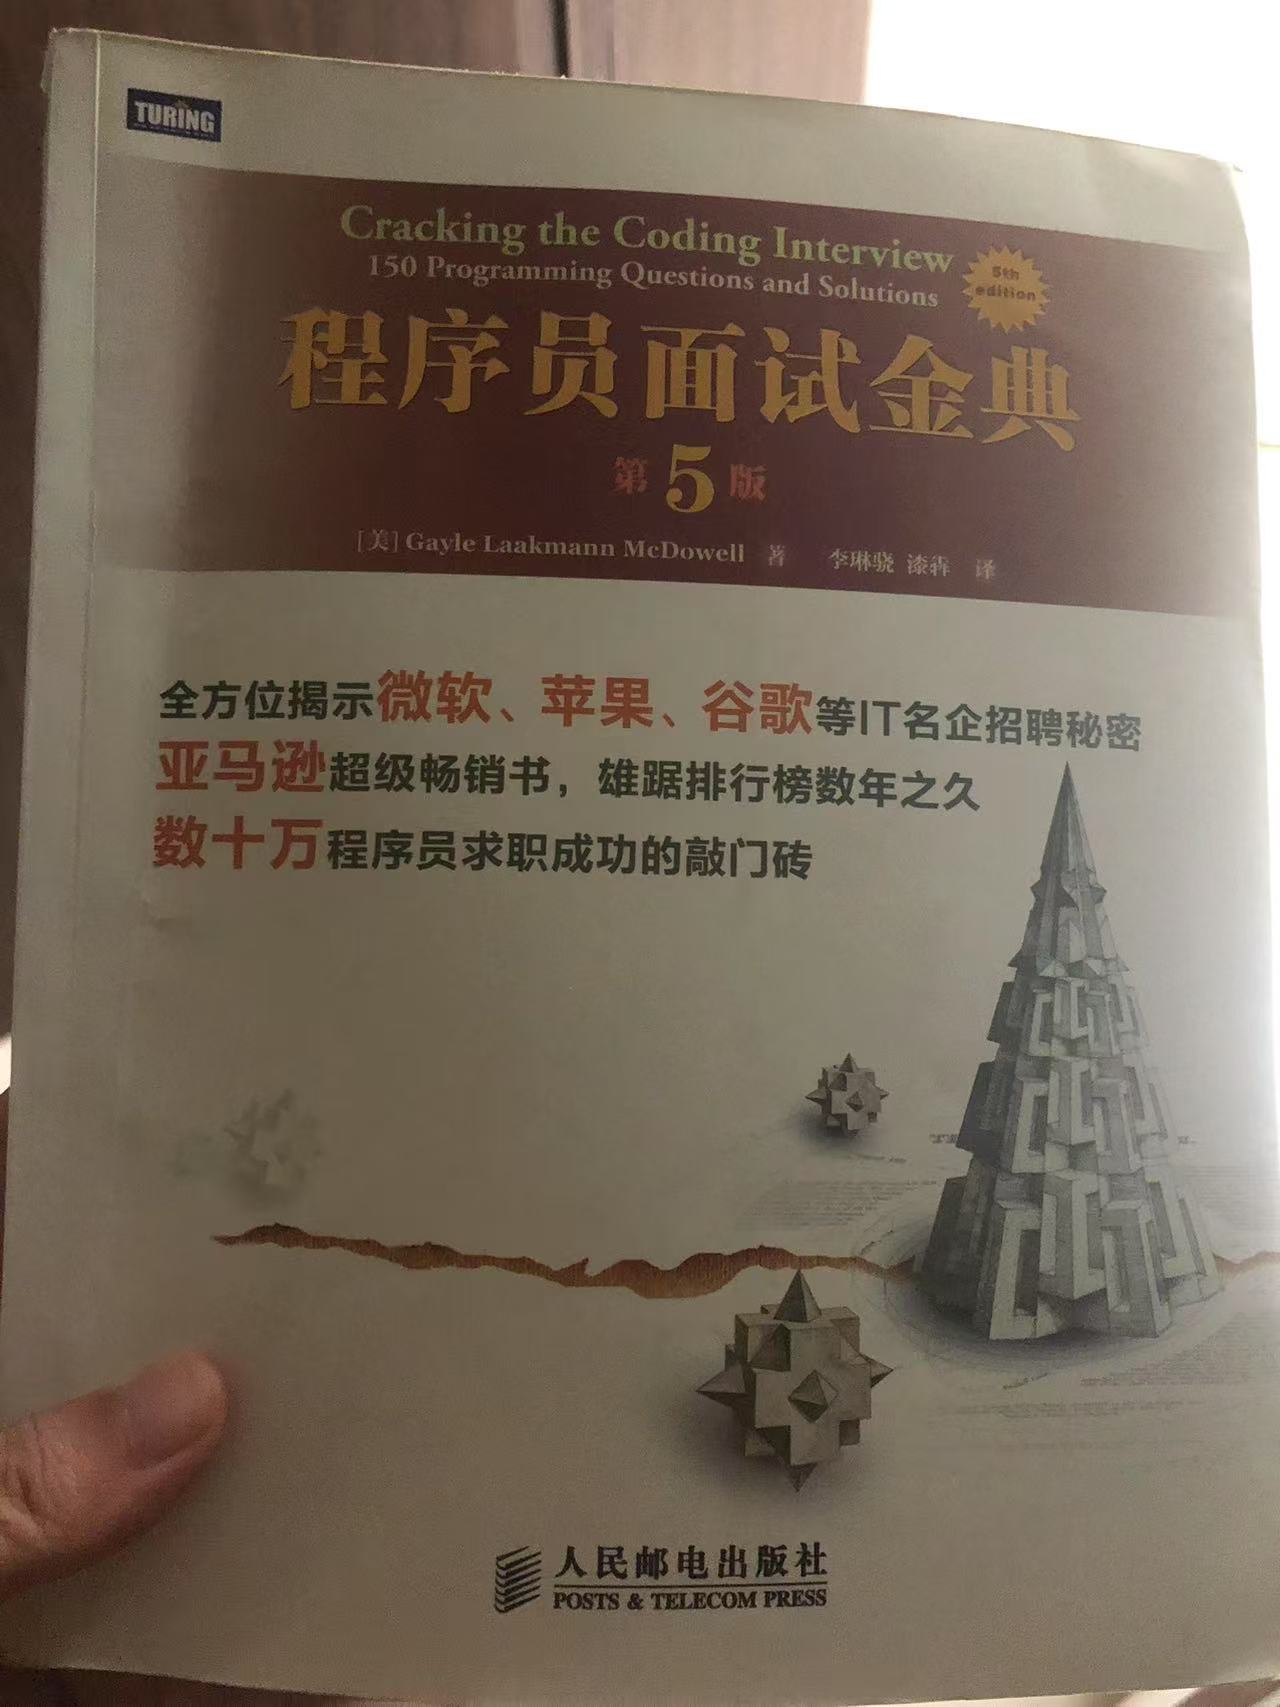 TURING
Cracking the Coding Interview
150 Programming Questions and Solutions
5th
edition
程序员面试金典
第5版
[美] Gayle Laakmann McDowell 著 李琳骁 漆犇 译
全方位揭示微软、苹果、谷歌等IT名企招聘秘密
亚马逊超级畅销书，雄踞排行榜数年之久
数十万程序员求职成功的敲门砖
人民邮电出版社
POSTS & TELECOM PRESS